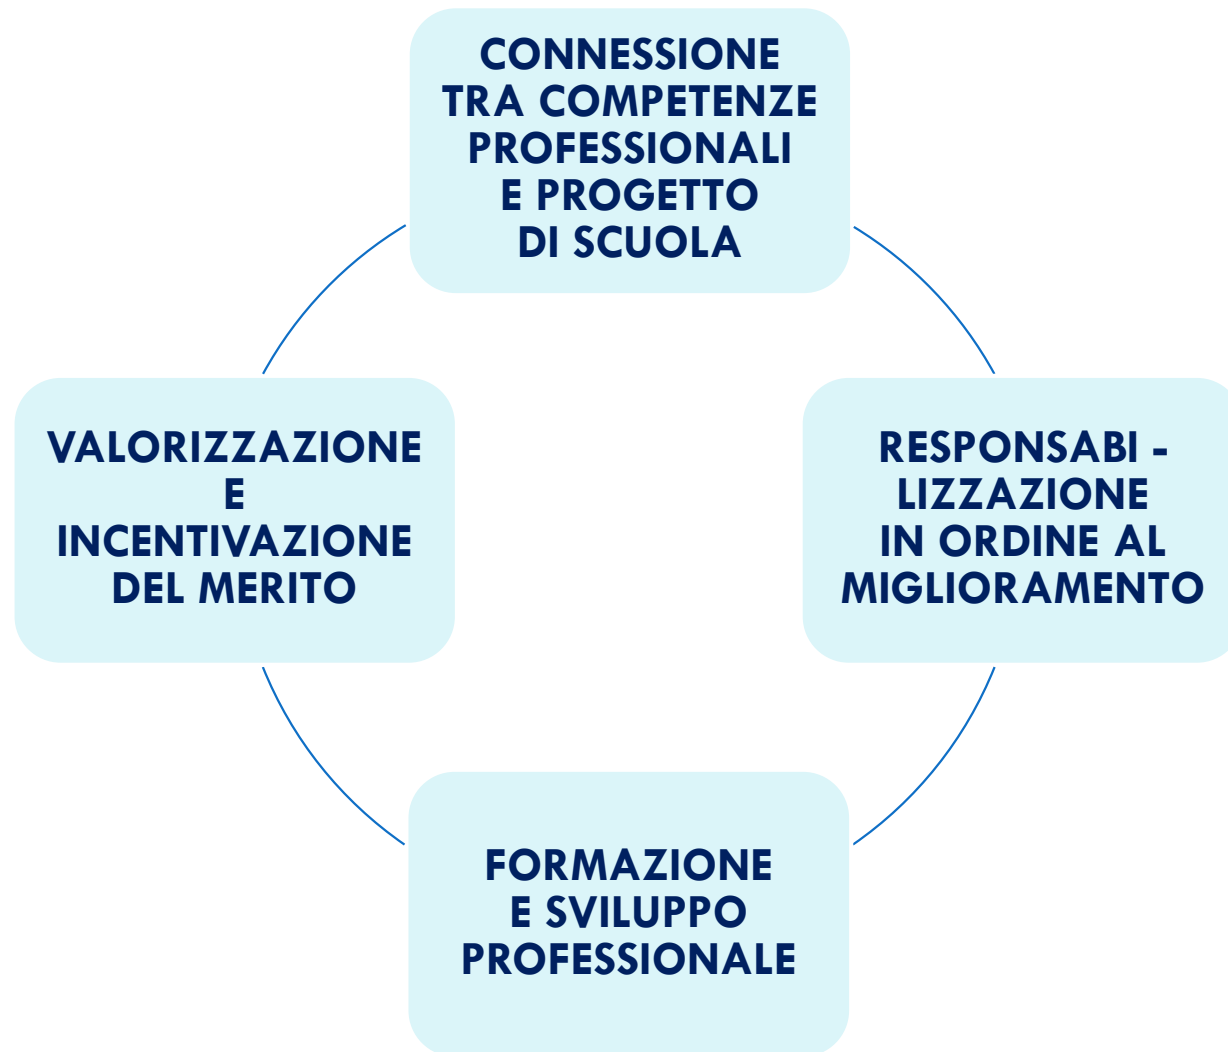 CONNESSIONE
TRA COMPETENZE
PROFESSIONALI
E PROGETTO
DI SCUOLA
VALORIZZAZIONE
E
INCENTIVAZIONE
DEL MERITO
RESPONSABI -
LIZZAZIONE
IN ORDINE AL
MIGLIORAMENTO
FORMAZIONE
E SVILUPPO
PROFESSIONALE